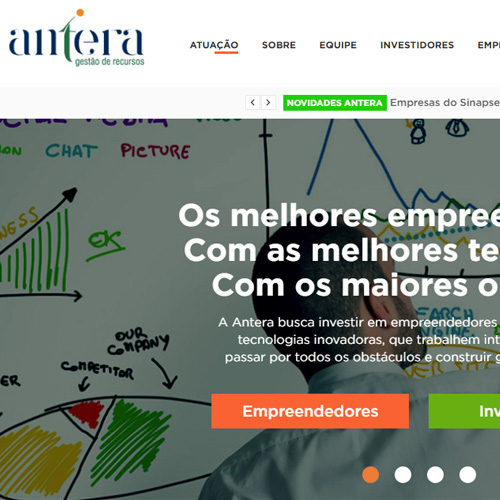 antera
gestão de recursos
ATUAÇÃO SOBRE EQUIPE INVESTIDORES EMP
NOVIDADES ANTERA Empresas do Sinapse
CHAT PICTURE
OK
Os melhores empree
Com as melhores te
Com os maiores o
A Antera busca investir em empreendedores
tecnologias inovadoras, que trabalhem int
passar por todos os obstáculos e construir g
SEARCH
OUR
COMPANY
COMPETITOR
Empreendedores Inv